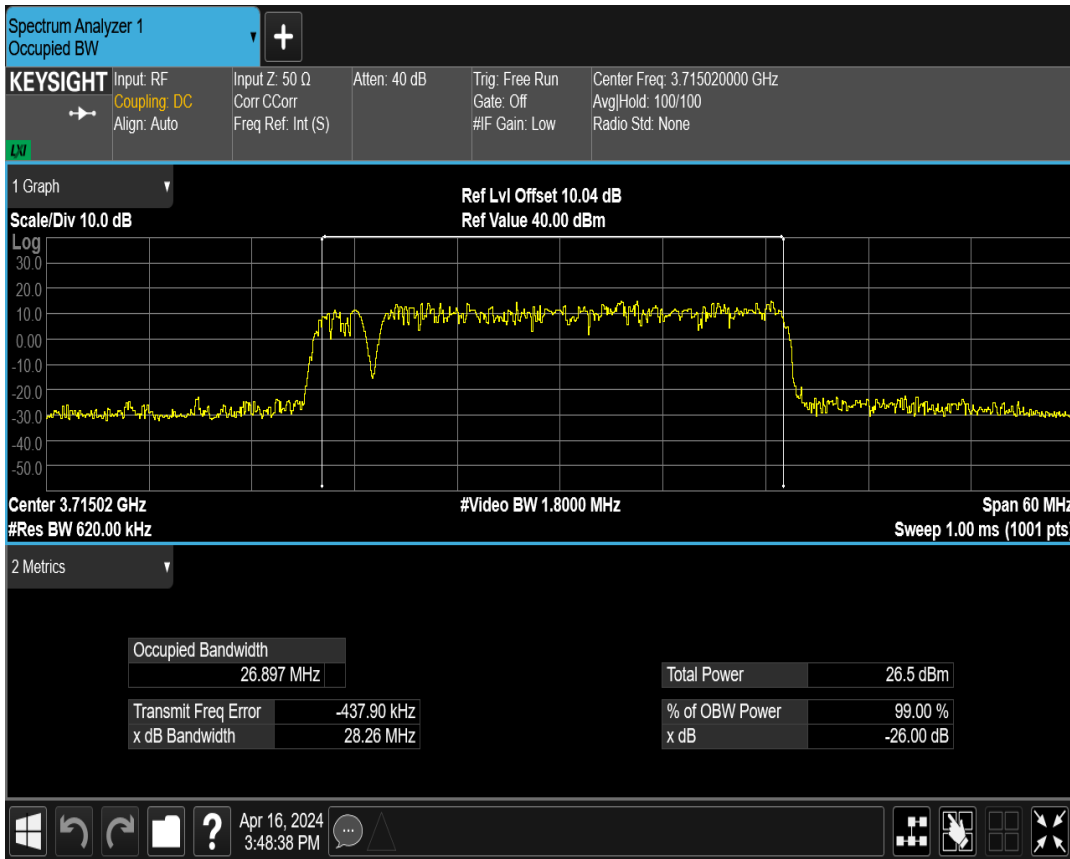 Spectrum Analyzer 1
Occupied BW
+
KEYSIGHT
LXI
Input: RF
Coupling: DC
Align: Auto
Input Z: 50 Ω
Corr CCorr
Freq Ref: Int (S)
Atten: 40 dB
Trig: Free Run
Gate: Off
#IF Gain: Low
Center Freq: 3.715020000 GHz
Avg|Hold: 100/100
Radio Std: None
1 Graph
Scale/Div 10.0 dB
Ref Lvl Offset 10.04 dB
Ref Value 40.00 dBm
Log
30.0
20.0
10.0
0.00
-10.0
-20.0
-30.0
-40.0
-50.0
Center 3.71502 GHz
#Video BW 1.8000 MHz
Span 60 MHz
#Res BW 620.00 kHz
Sweep 1.00 ms (1001 pts)
2 Metrics
Occupied Bandwidth
26.897 MHz
Transmit Freq Error -437.90 kHz
x dB Bandwidth 28.26 MHz
Total Power 26.5 dBm
% of OBW Power 99.00 %
x dB -26.00 dB
?
Apr 16, 2024
3:48:38 PM